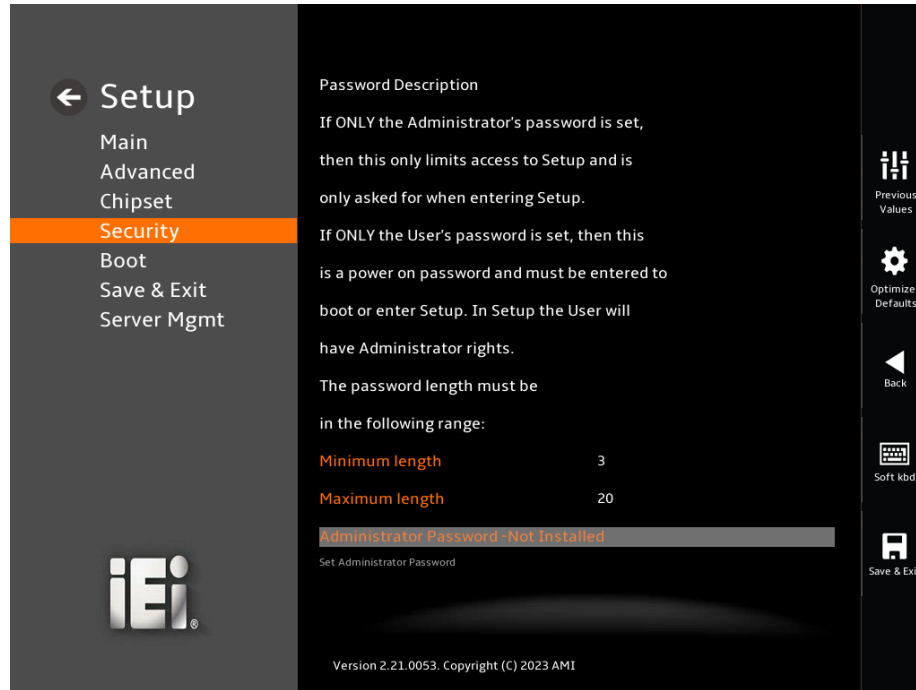 Setup
Main
Advanced
Chipset
Security
Boot
Save & Exit
Server Mgmt
iEi®
Password Description
If ONLY the Administrator's password is set,
then this only limits access to Setup and is
only asked for when entering Setup.
If ONLY the User's password is set, then this
is a power on password and must be entered to
boot or enter Setup. In Setup the User will
have Administrator rights.
The password length must be
in the following range:
Minimum length 3
Maximum length 20
Administrator Password -Not Installed
Set Administrator Password
Version 2.21.0053. Copyright (C) 2023 AMI
Previous
Values
Optimize
Defaults
Back
Soft kbd
Save & Exi